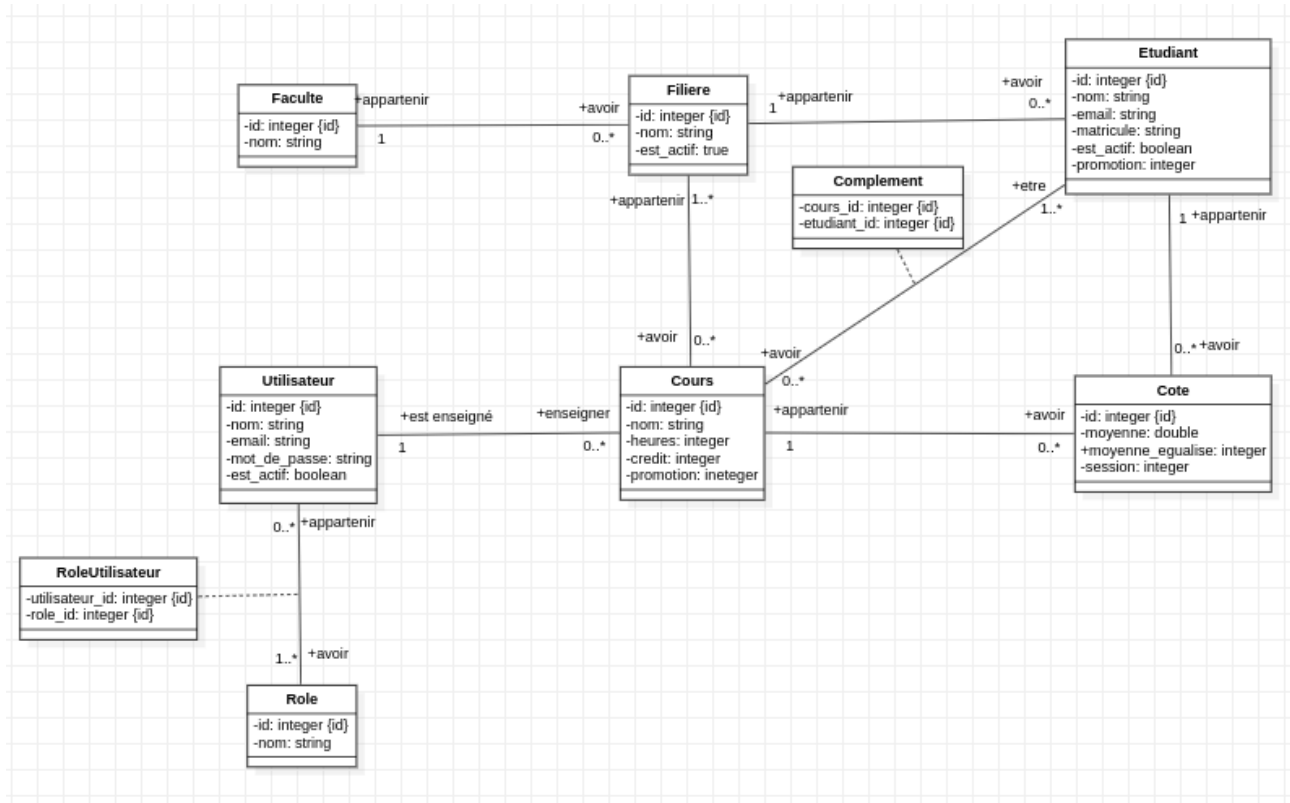 Faculte
-id: integer {id}
-nom: string
+appartenir
1
+avoir
0..*
Filiere
-id: integer {id}
-nom: string
-est_actif: true
+appartenir
1
+avoir
0..*
Etudiant
-id: integer {id}
-nom: string
-email: string
-matricule: string
-est_actif: boolean
-promotion: integer
Complement
-cours_id: integer {id}
-etudiant_id: integer {id}
+etre
1..*
+appartenir
1..*
1 +appartenir
+avoir
0..*
+avoir
0..*
0..* +avoir
Utilisateur
-id: integer {id}
-nom: string
-email: string
-mot_de_passe: string
-est_actif: boolean
+est enseigné
1
+enseigner
0..*
Cours
-id: integer {id}
-nom: string
-heures: integer
-credit: integer
-promotion: ineteger
+appartenir
1
+avoir
0..*
Cote
-id: integer {id}
-moyenne: double
+moyenne_egualise: integer
-session: integer
0..* +appartenir
RoleUtilisateur
-utilisateur_id: integer {id}
-role_id: integer {id}
1..* +avoir
Role
-id: integer {id}
-nom: string